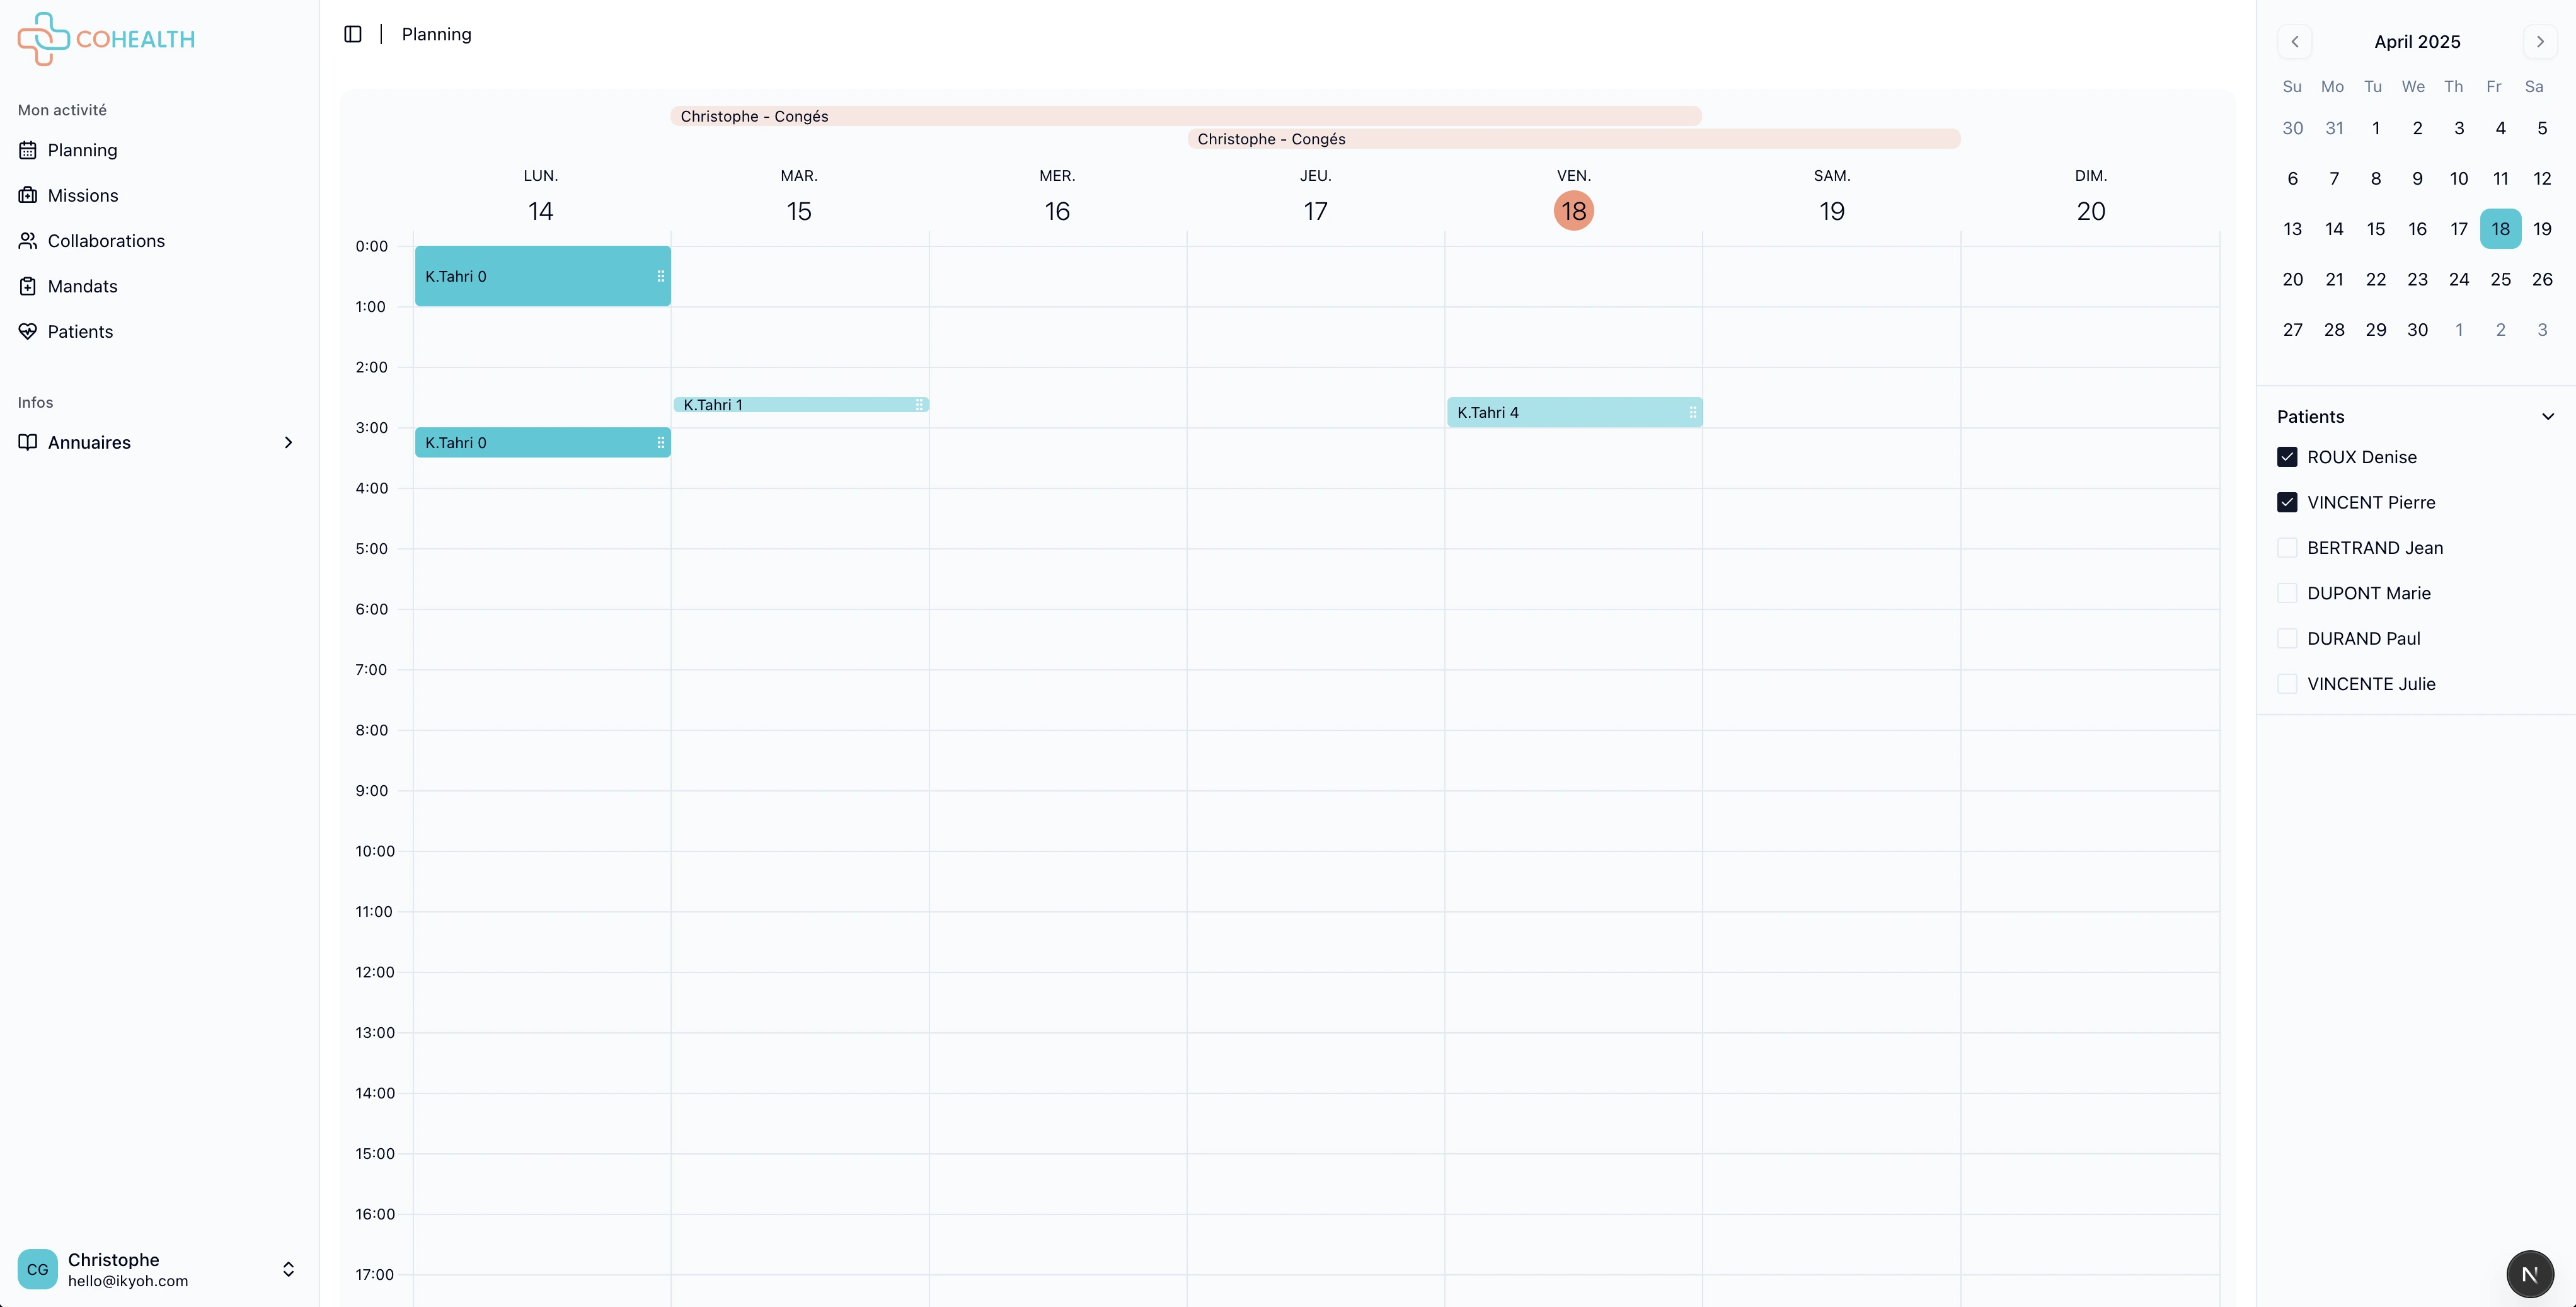 COHEALTH
Mon activité
Planning
Missions
Collaborations
Mandats
Patients
Infos
Annuaires
CG
Christophe
hello@ikyoh.com
Planning
Christophe - Congés
Christophe - Congés
LUN. MAR. MER. JEU. VEN. SAM. DIM.
14 15 16 17 18 19 20
0:00
K.Tahri 0
1:00
2:00
K.Tahri 1
K.Tahri 4
3:00
K.Tahri 0
4:00
5:00
6:00
7:00
8:00
9:00
10:00
11:00
12:00
13:00
14:00
15:00
16:00
17:00
April 2025
Su Mo Tu We Th Fr Sa
30 31 1 2 3 4 5
6 7 8 9 10 11 12
13 14 15 16 17 18 19
20 21 22 23 24 25 26
27 28 29 30 1 2 3
Patients
ROUX Denise
VINCENT Pierre
BERTRAND Jean
DUPONT Marie
DURAND Paul
VINCENTE Julie
N